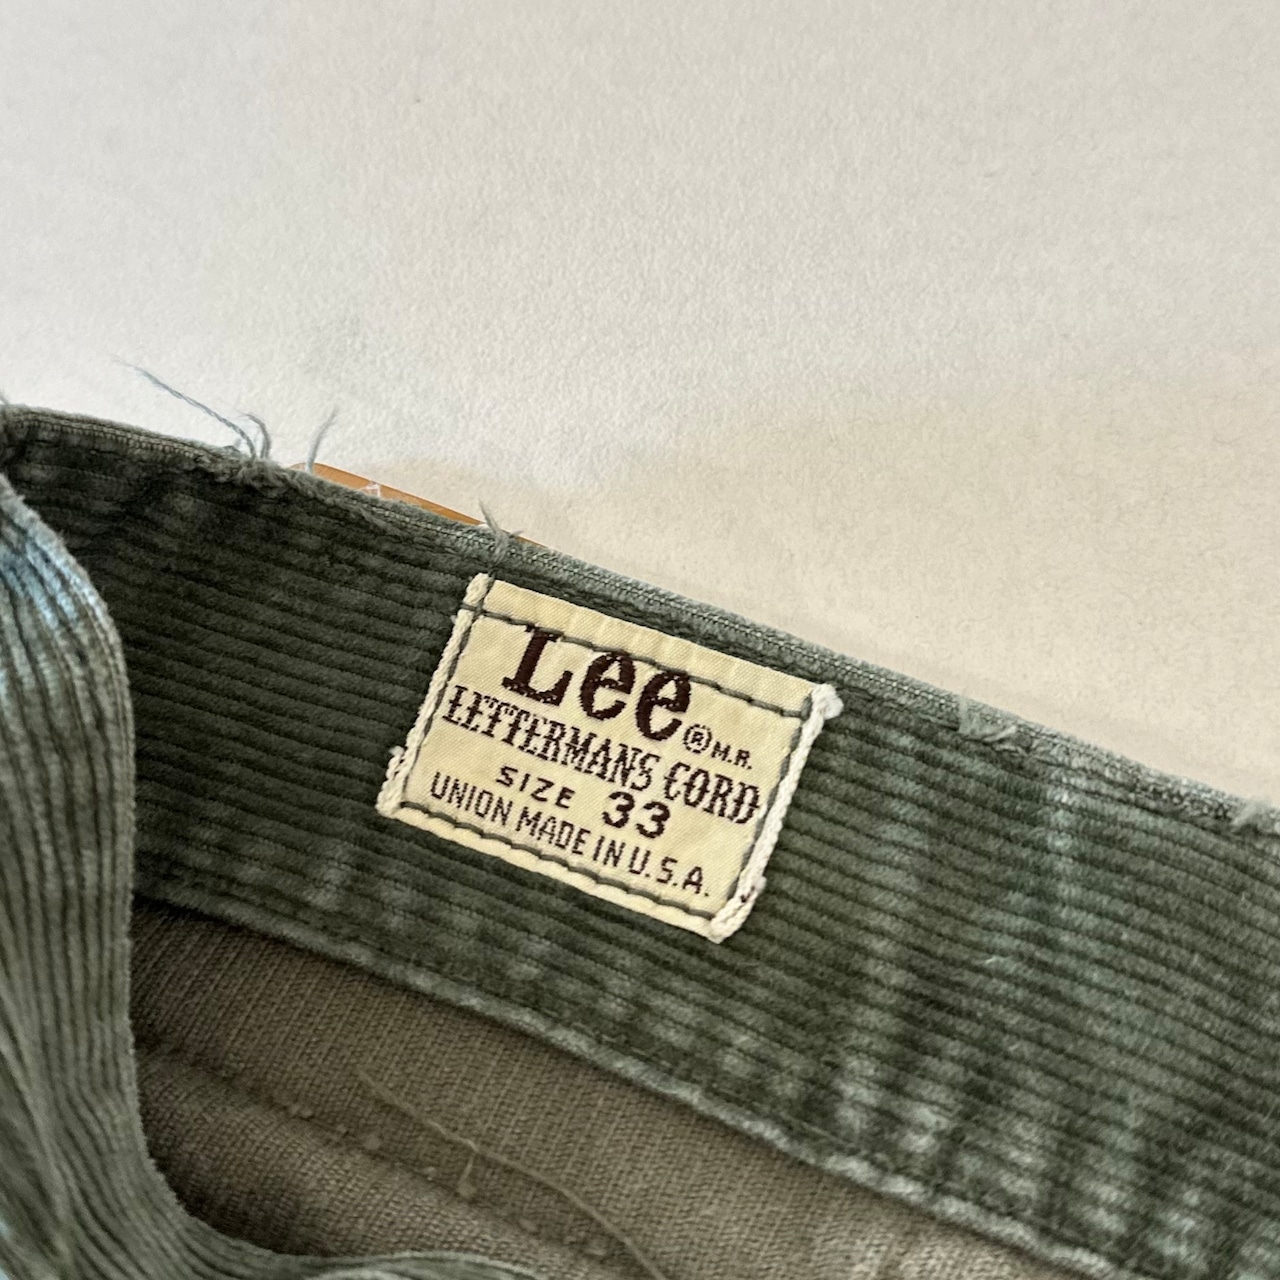 Lee® M.R.
LETTERMANS CORD
SIZE 33
UNION MADE IN U.S.A.